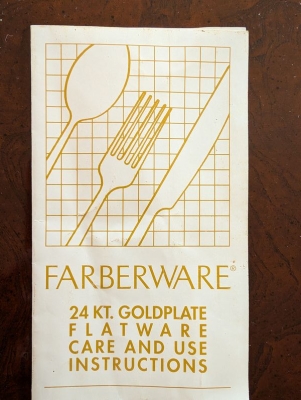 FARBERWARE®
24 KT. GOLDPLATE
FLATWARE
CARE AND USE
INSTRUCTIONS